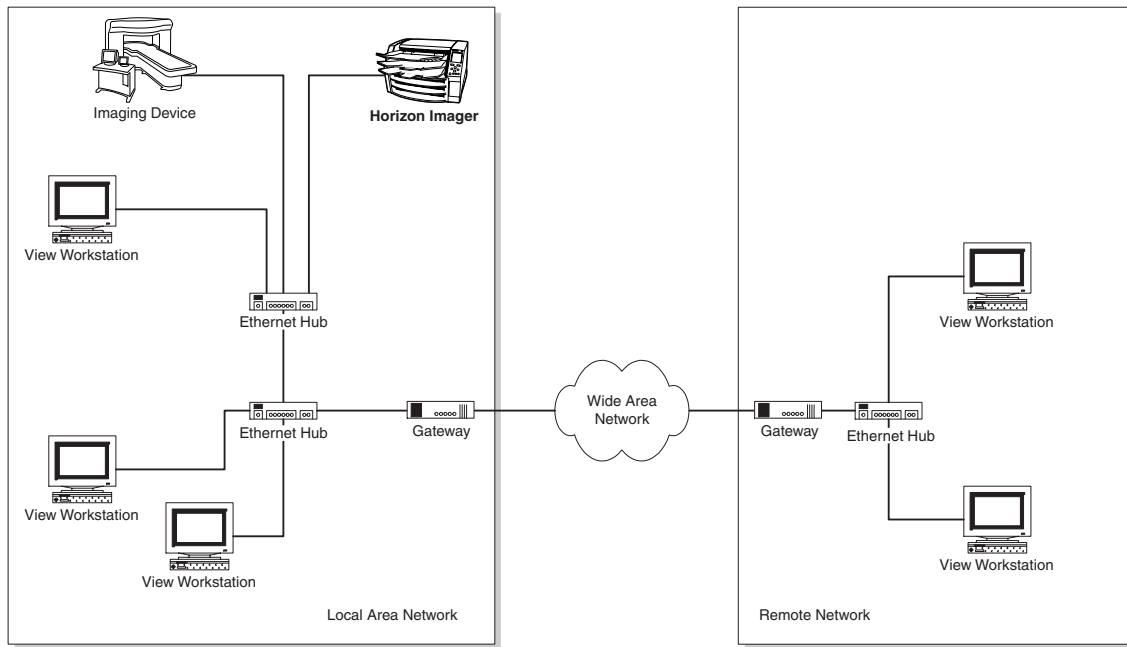 Imaging Device
Horizon Imager
View Workstation
Ethernet Hub
View Workstation
Ethernet Hub
Gateway
Wide Area
Network
Gateway
Ethernet Hub
View Workstation
View Workstation
View Workstation
Local Area Network
Remote Network